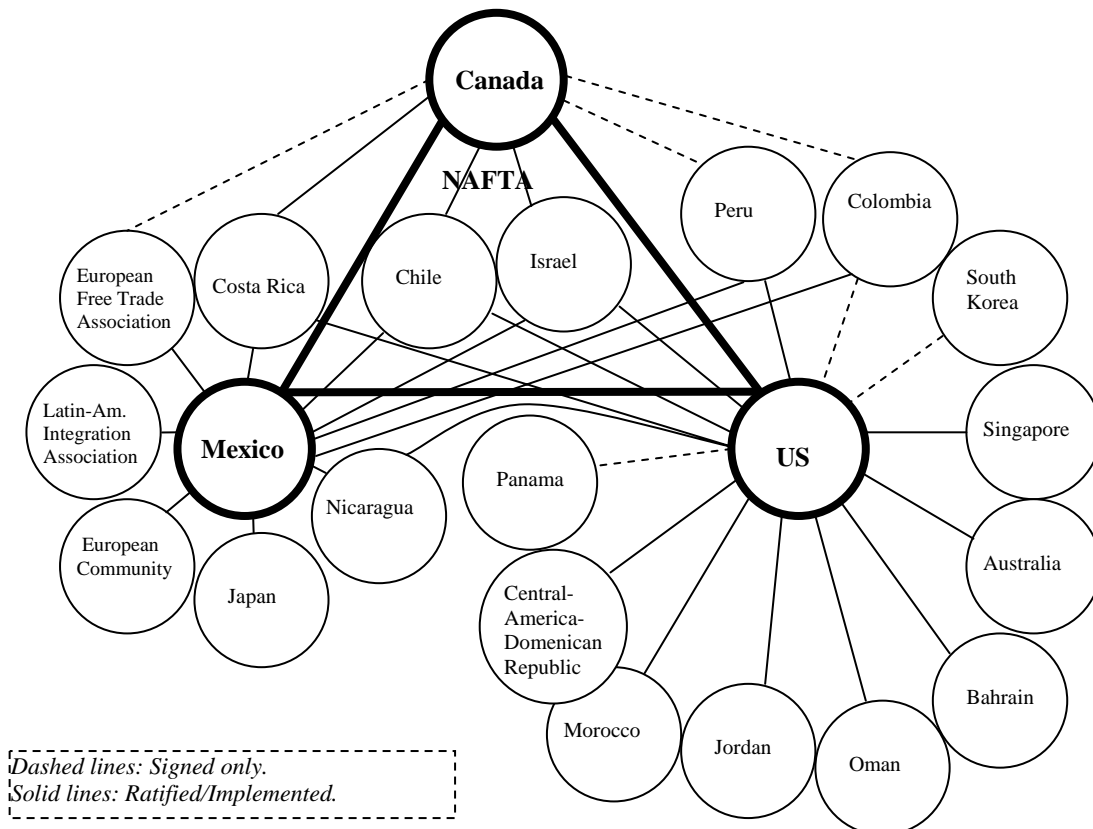 Canada
NAFTA
Peru
Colombia
European
Free Trade
Association
Costa Rica
Chile
Israel
South
Korea
Latin-Am.
Integration
Association
Mexico
US
Singapore
Panama
Nicaragua
European
Community
Japan
Australia
Central-
America-
Domenican
Republic
Bahrain
Morocco
Jordan
Oman
Dashed lines: Signed only.
Solid lines: Ratified/Implemented.